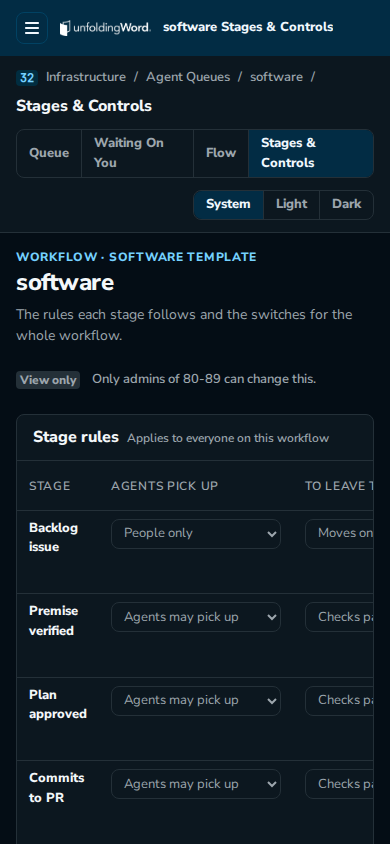 unfoldingWord. software Stages & Controls
32 Infrastructure / Agent Queues / software /
Stages & Controls
Queue
Waiting On You
Flow
Stages & Controls
System Light Dark
WORKFLOW · SOFTWARE TEMPLATE
software
The rules each stage follows and the switches for the
whole workflow.
View only Only admins of 80-89 can change this.
Stage rules Applies to everyone on this workflow
STAGE AGENTS PICK UP TO LEAVE T
Backlog issue People only Moves on
Premise verified Agents may pick up Checks pa
Plan approved Agents may pick up Checks pa
Commits to PR Agents may pick up Checks pa